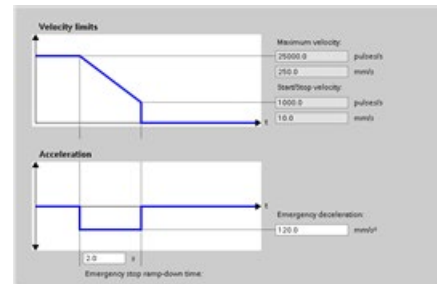 Velocity limits
Maximum velocity:
25000.0 pulses/s
250.0 mm/s
Start/Stop velocity:
1000.0 pulses/s
10.0 mm/s
t
Acceleration
t
Emergency deceleration:
120.0 mm/s²
2.0 s
Emergency stop ramp-down time: